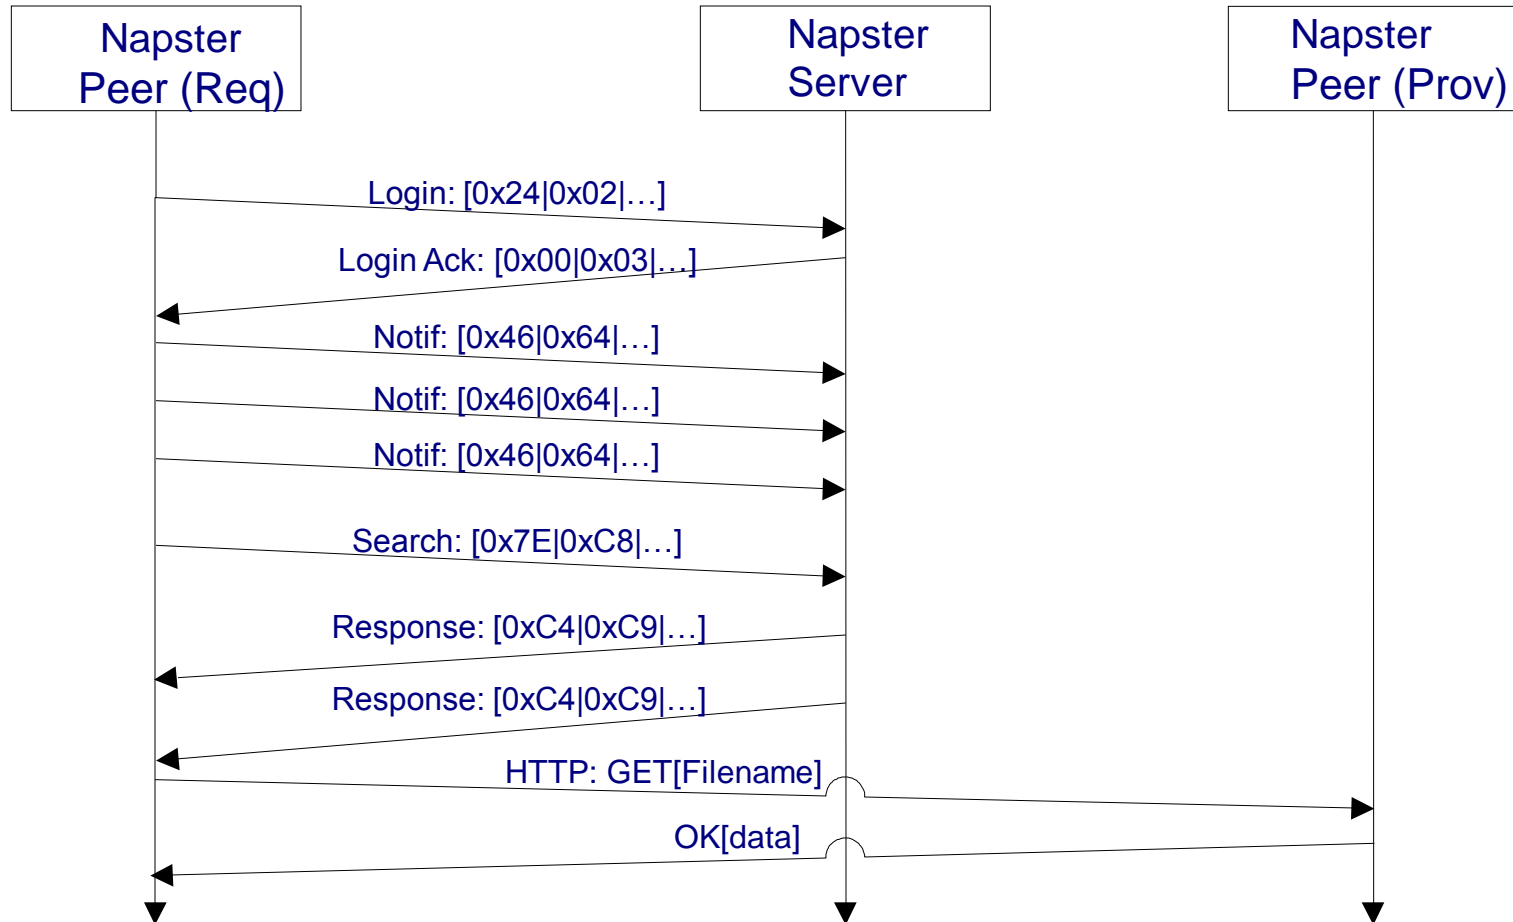 Napster
Peer (Req)
Napster
Server
Napster
Peer (Prov)
Login: [0x24|0x02|…]
Login Ack: [0x00|0x03|…]
Notif: [0x46|0x64|…]
Notif: [0x46|0x64|…]
Notif: [0x46|0x64|…]
Search: [0x7E|0xC8|…]
Response: [0xC4|0xC9|…]
Response: [0xC4|0xC9|…]
HTTP: GET[Filename]
OK[data]